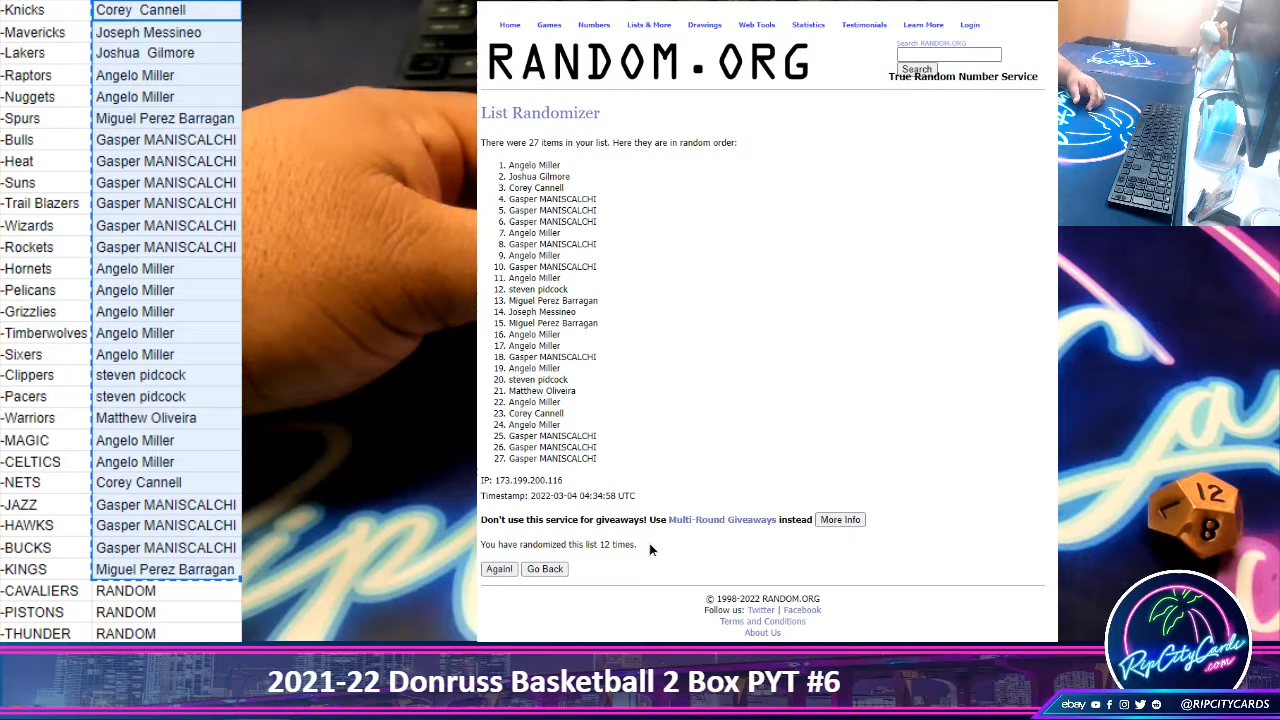 -Knicks Corey Cannell
-Mavericks Joseph Messineo
-Lakers Joshua Gilmore
-Raptors Angelo Miller
-Nuggets Angelo Miller
-Spurs Miguel Perez Barragan
-Bulls Gasper MANISCALCHI
-Heat Gasper MANISCALCHI
-Suns Gasper MANISCALCHI
-Trail Blazers Gasper MANISCALCHI
-Wizards Gasper MANISCALCHI
-Rockets Gasper MANISCALCHI
-Hornets Angelo Miller
-Pelicans Angelo Miller
-Grizzlies Angelo Miller
-Timberwolves Angelo Miller
-Sixers Angelo Miller
-Clippers steven pidcock
-Pacers steven pidcock
-Warriors Matthew Oliveira
-MAGIC Angelo Miller
-CELTICS Angelo Miller
-NETS Corey Cannell
-JAZZ Gasper MANISCALCHI
-HAWKS Gasper MANISCALCHI
-BUCKS Gasper MANISCALCHI
-KINGS Miguel Perez Barragan
-CAVALIERS RANDOM
-PISTONS RANDOM
-THUNDER RANDOM
Home Games Numbers Lists & More Drawings Web Tools Statistics Testimonials Learn More Login
RANDOM.ORG
Search RANDOM.ORG
Search
True Random Number Service
List Randomizer
There were 27 items in your list. Here they are in random order:
1. Angelo Miller
2. Joshua Gilmore
3. Corey Cannell
4. Gasper MANISCALCHI
5. Gasper MANISCALCHI
6. Gasper MANISCALCHI
7. Angelo Miller
8. Gasper MANISCALCHI
9. Angelo Miller
10. Gasper MANISCALCHI
11. Angelo Miller
12. steven pidcock
13. Miguel Perez Barragan
14. Joseph Messineo
15. Miguel Perez Barragan
16. Angelo Miller
17. Angelo Miller
18. Gasper MANISCALCHI
19. Angelo Miller
20. steven pidcock
21. Matthew Oliveira
22. Angelo Miller
23. Corey Cannell
24. Angelo Miller
25. Gasper MANISCALCHI
26. Gasper MANISCALCHI
27. Gasper MANISCALCHI
IP: 173.199.200.116
Timestamp: 2022-03-04 04:34:58 UTC
Don't use this service for giveaways! Use Multi-Round Giveaways instead More Info
You have randomized this list 12 times.
Again! Go Back
© 1998-2022 RANDOM.ORG
Follow us: Twitter | Facebook
Terms and Conditions
About Us
12
8
RipCityCards
.com
2021-22 Donruss Basketball 2 Box PYT #6
ebay @RIPCITYCARDS